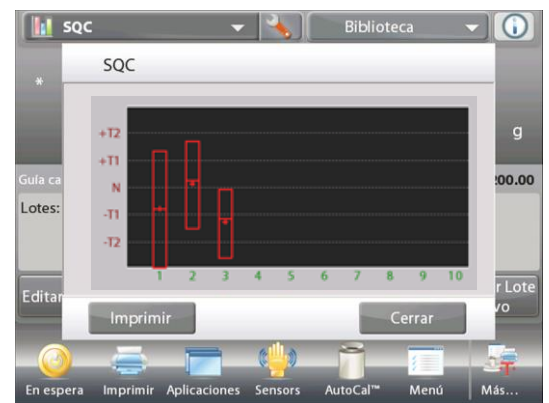 SQC
Biblioteca
SQC
*
g
+T2
+T1
N
-T1
-T2
1 2 3 4 5 6 7 8 9 10
Guía ca
200.00
Lotes:
Editar
r Lote
vo
Imprimir
Cerrar
En espera
Imprimir
Aplicaciones
Sensors
AutoCal™
Menú
Más...